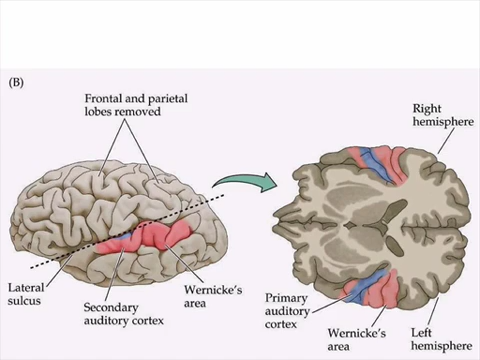 (B)
Frontal and parietal
lobes removed
Right
hemisphere
Lateral
sulcus
Secondary
auditory cortex
Wernicke's
area
Primary
auditory
cortex
Wernicke's
area
Left
hemisphere